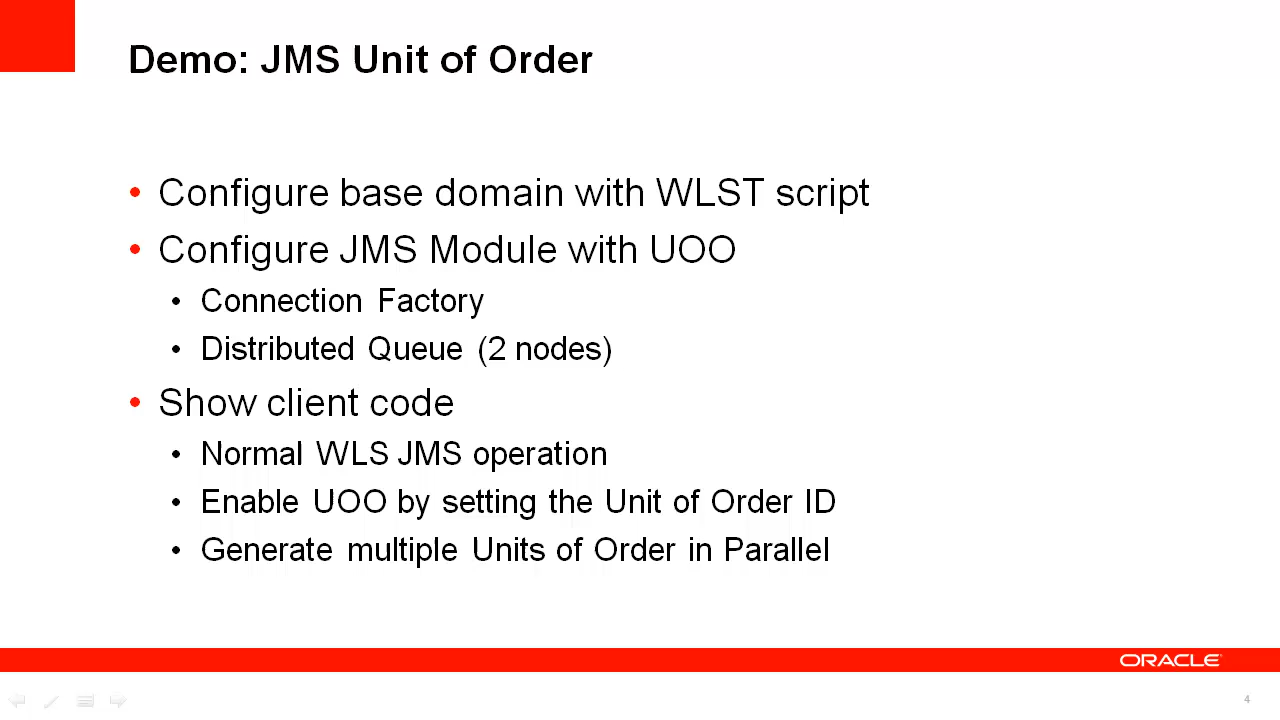 Demo: JMS Unit of Order
• Configure base domain with WLST script
• Configure JMS Module with UOO
• Connection Factory
• Distributed Queue (2 nodes)
• Show client code
• Normal WLS JMS operation
• Enable UOO by setting the Unit of Order ID
• Generate multiple Units of Order in Parallel
ORACLE
4